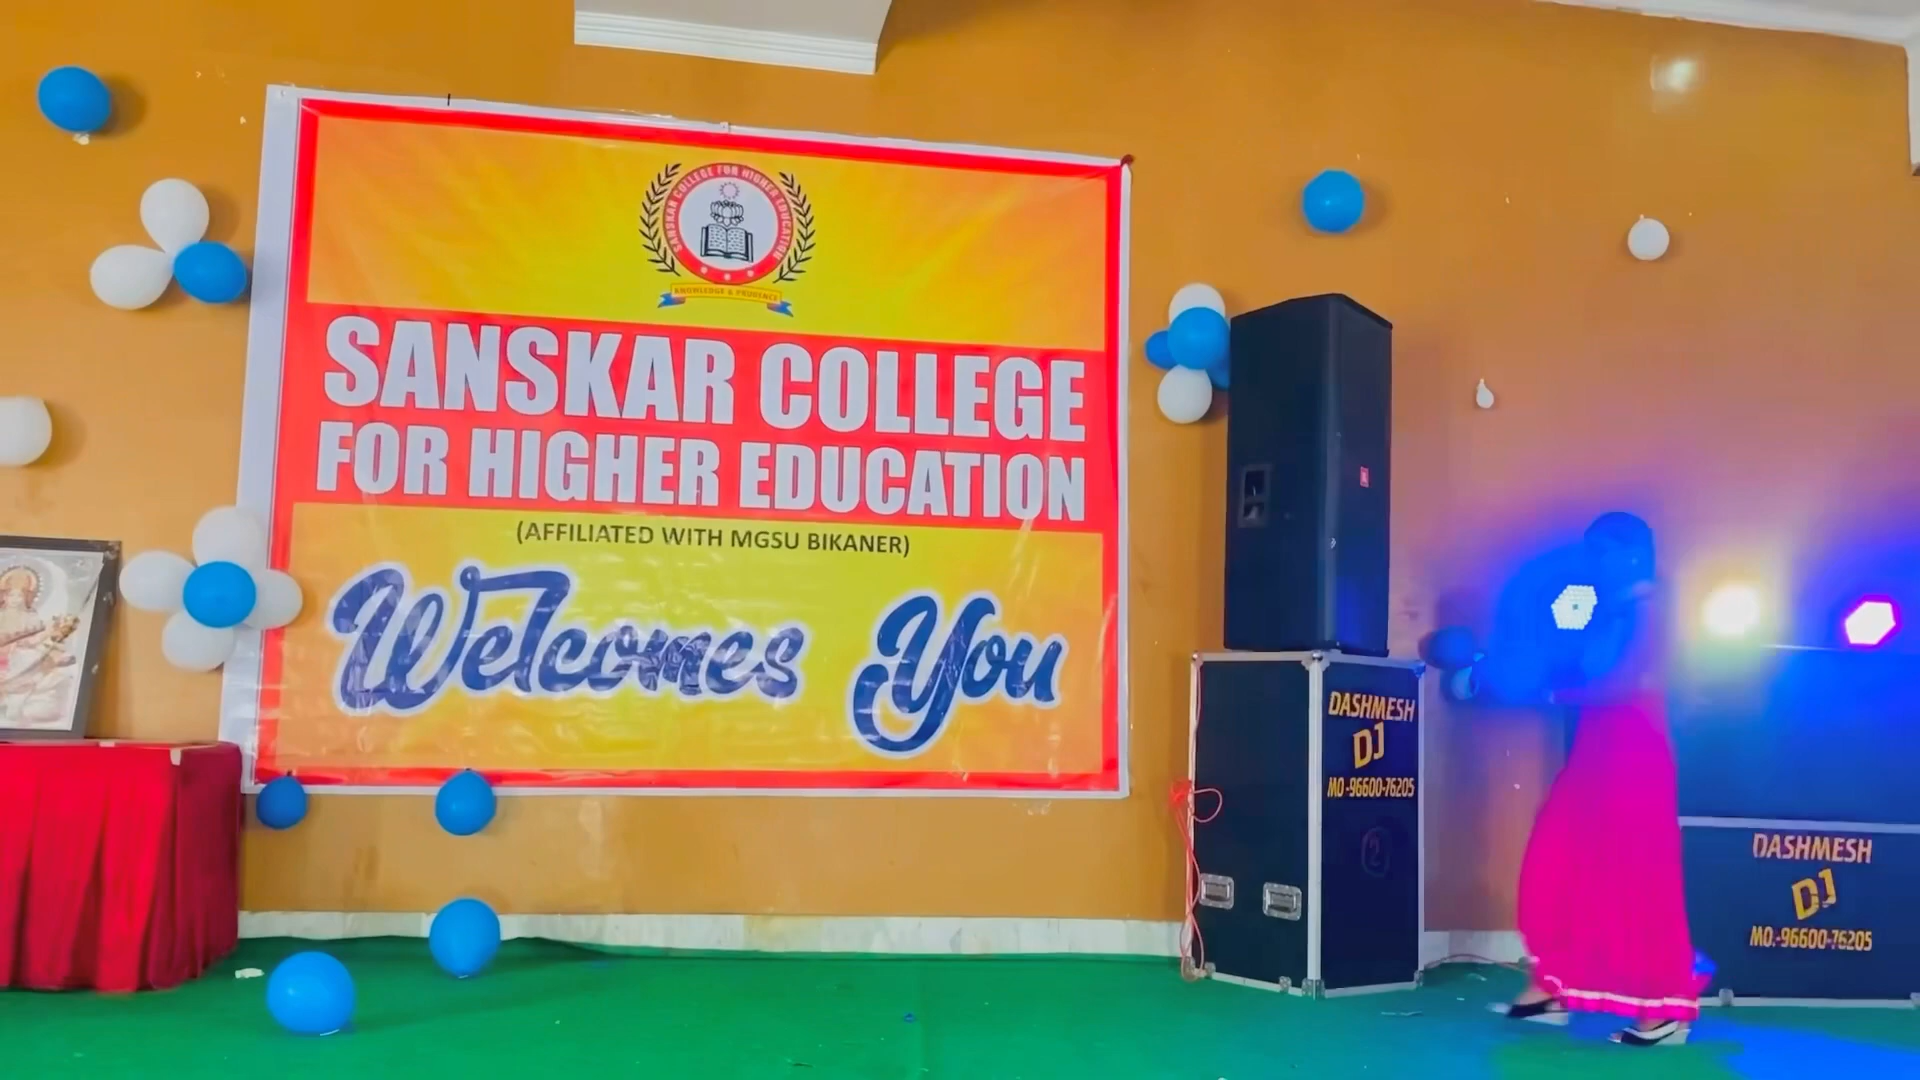 SANSKAR COLLEGE FOR HIGHER EDUCATION
KNOWLEDGE & PRUDENCE
SANSKAR COLLEGE
FOR HIGHER EDUCATION
(AFFILIATED WITH MGSU BIKANER)
Welcomes You
DASHMESH
DJ
MO-96600-76205
2
DASHMESH
DJ
MO.-96600-76205